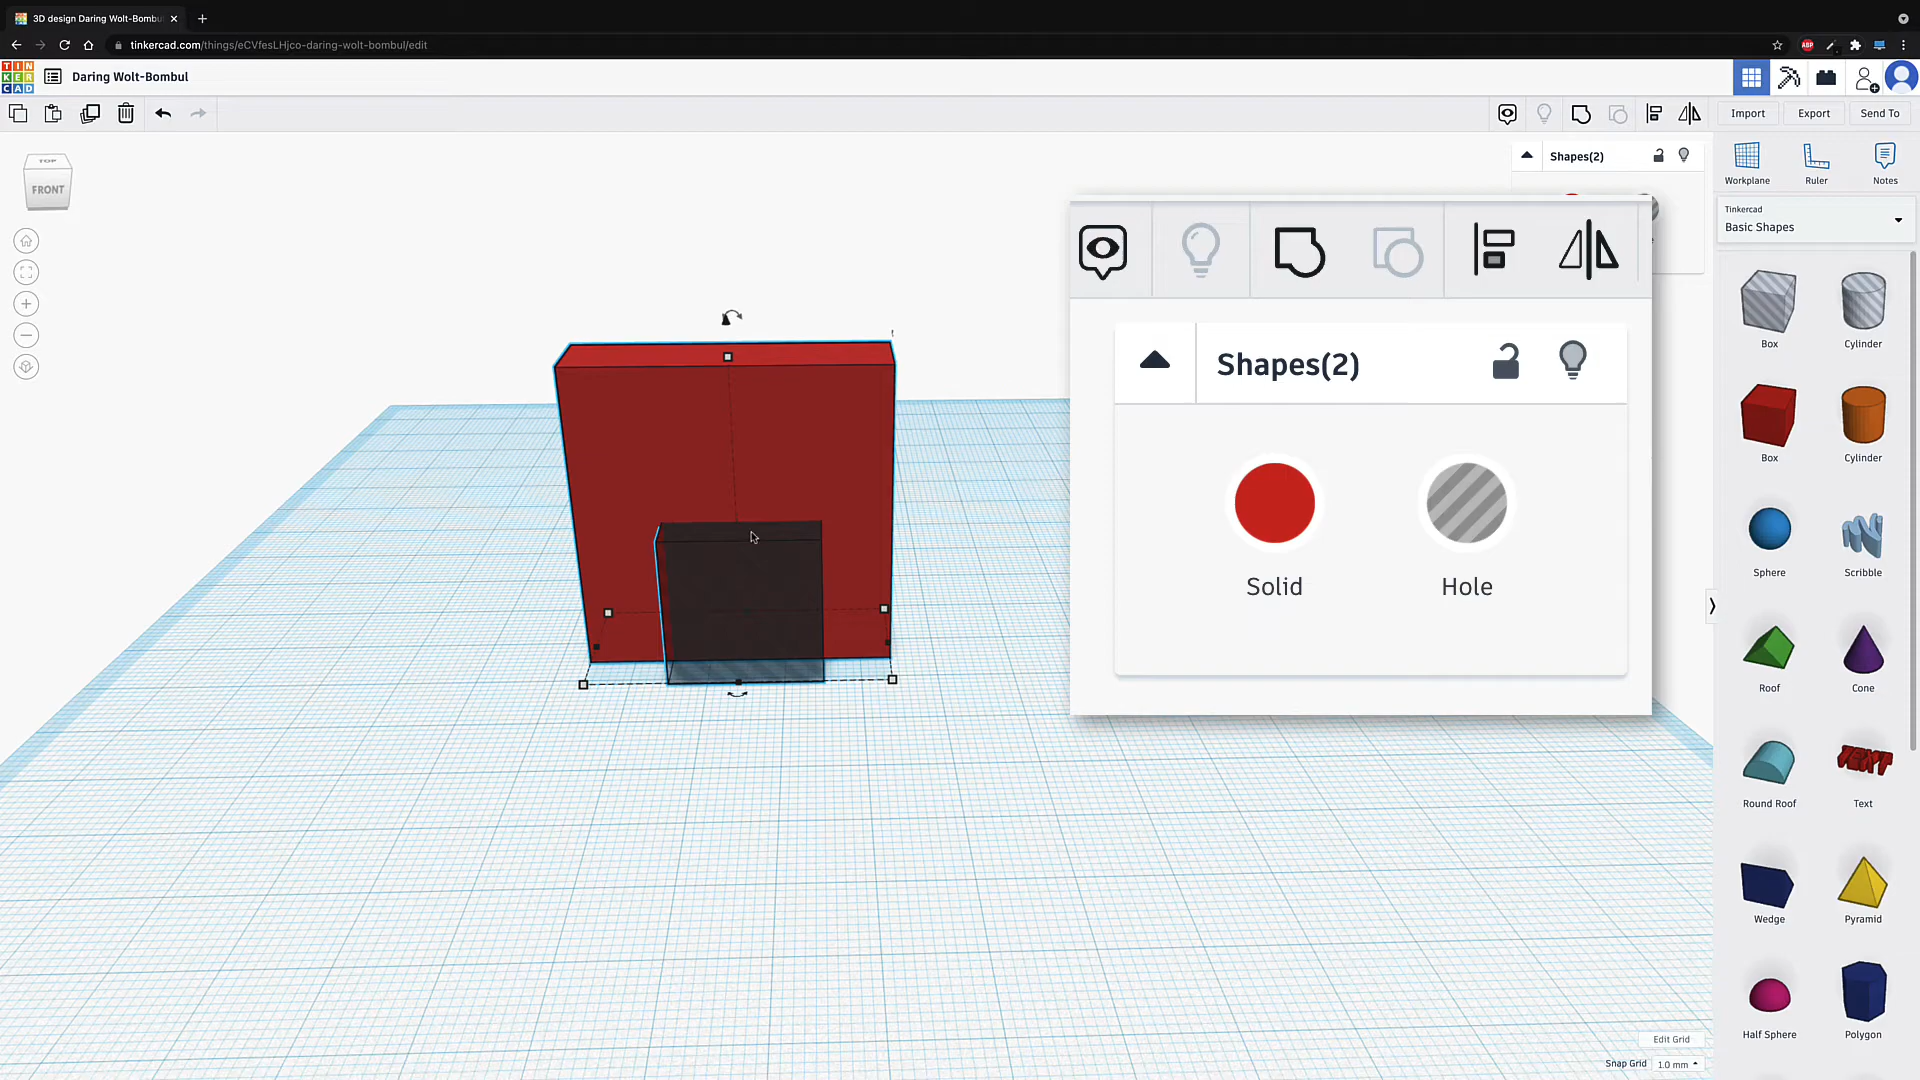 3D design Daring Wolt-Bombu
tinkercad.com/things/eCVfesLHjco-daring-wolt-bombul/edit
ABP
TIN
KER
CAD
Daring Wolt-Bombul
Import
Export
Send To
TOP
FRONT
Shapes(2)
Workplane
Ruler
Notes
Tinkercad
Basic Shapes
Shapes(2)
Solid
Hole
Box
Cylinder
Box
Cylinder
Sphere
Scribble
Roof
Cone
TEXT
Round Roof
Text
Wedge
Pyramid
Half Sphere
Polygon
Edit Grid
Snap Grid
1.0 mm